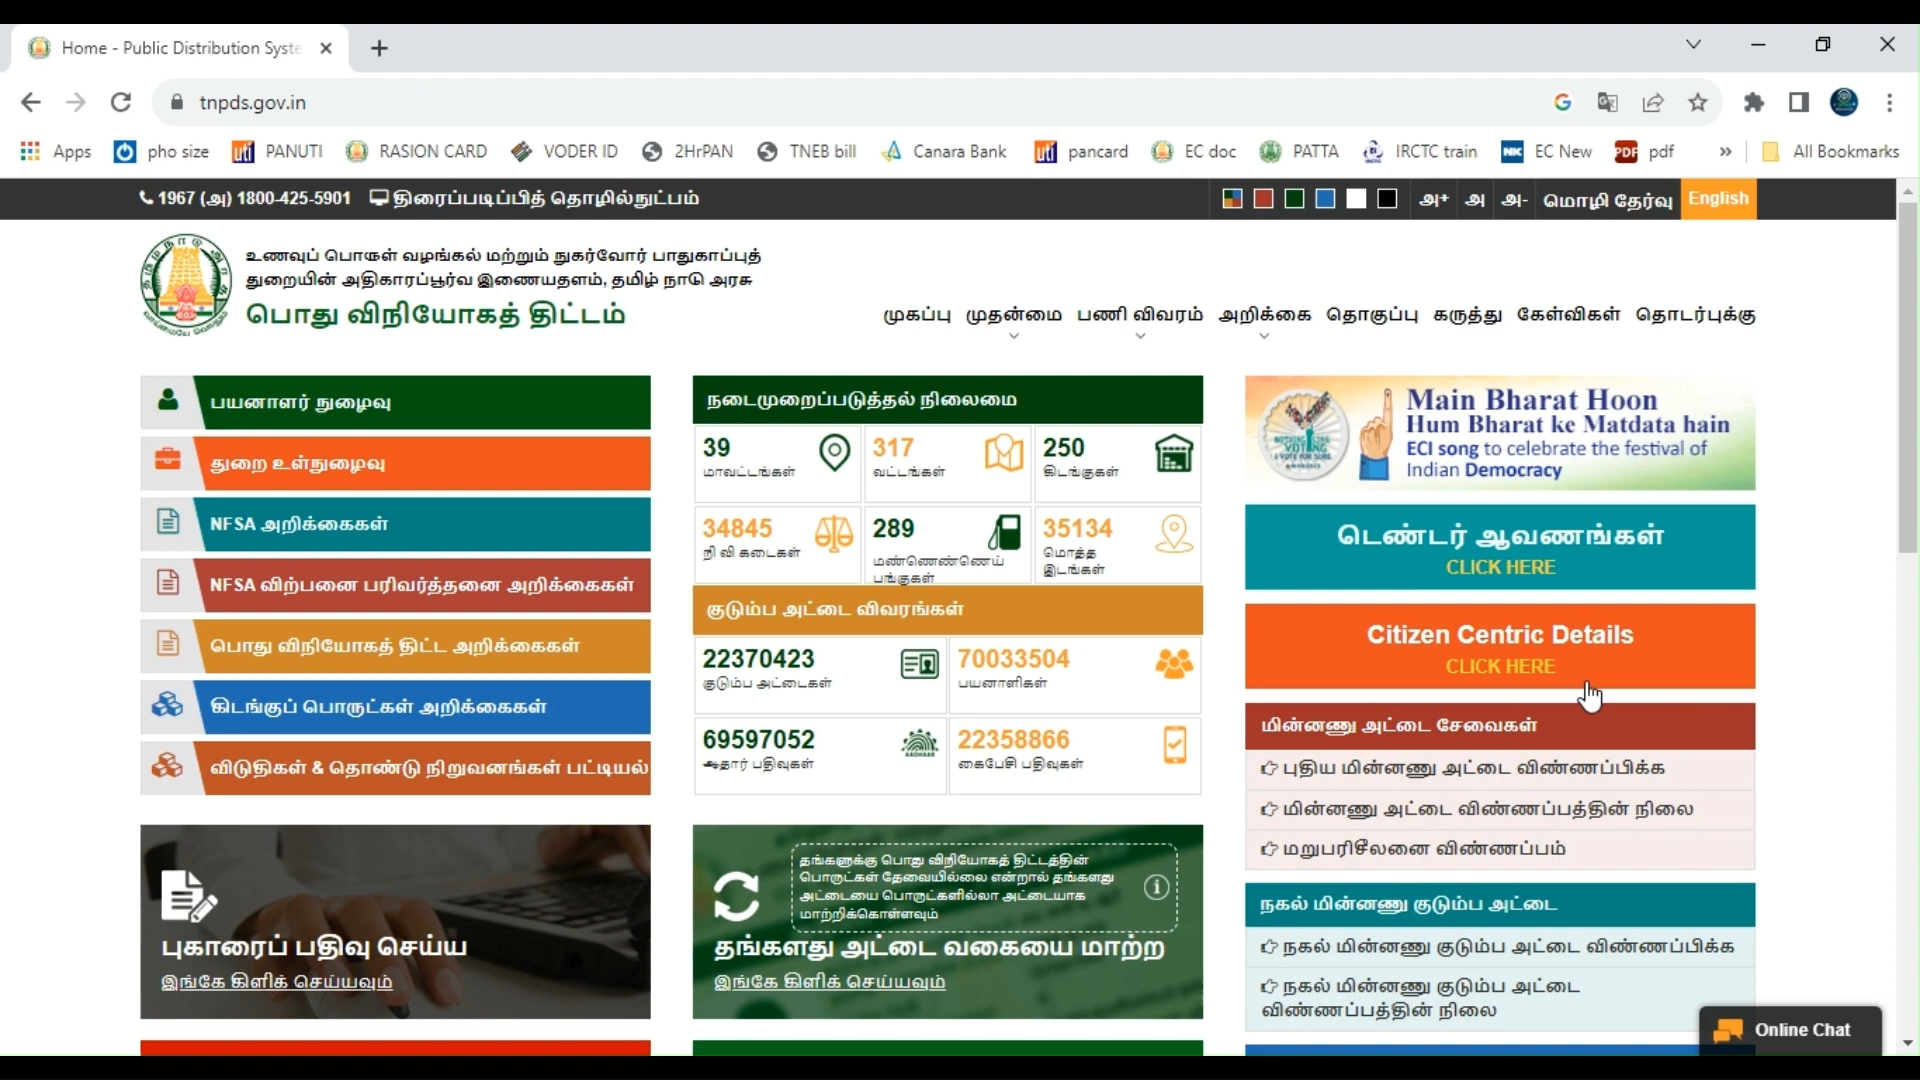 Home - Public Distribution Syste
tnpds.gov.in
Apps
pho size
PANUTI
RASION CARD
VODER ID
2HrPAN
TNEB bill
Canara Bank
pancard
EC doc
PATTA
IRCTC train
EC New
pdf
»
All Bookmarks
1967 (அ) 1800-425-5901
திரைப்படிப்பித் தொழில்நுட்பம்
அ+ அ அ- மொழி தேர்வு English
உணவுப் பொருள் வழங்கல் மற்றும் நுகர்வோர் பாதுகாப்புத்
துறையின் அதிகாரப்பூர்வ இணையதளம், தமிழ் நாடு அரசு
பொது விநியோகத் திட்டம்
முகப்பு முதன்மை பணி விவரம் அறிக்கை தொகுப்பு கருத்து கேள்விகள் தொடர்புக்கு
பயனாளர் நுழைவு
துறை உள்நுழைவு
NFSA அறிக்கைகள்
NFSA விற்பனை பரிவர்த்தனை அறிக்கைகள்
பொது விநியோகத் திட்ட அறிக்கைகள்
கிடங்குப் பொருட்கள் அறிக்கைகள்
விடுதிகள் & தொண்டு நிறுவனங்கள் பட்டியல்
புகாரைப் பதிவு செய்ய
இங்கே கிளிக் செய்யவும்
நடைமுறைப்படுத்தல் நிலைமை
39
மாவட்டங்கள்
317
வட்டங்கள்
250
கிடங்குகள்
34845
நி வி கடைகள்
289
மண்ணெண்ணெய்
பங்குகள்
35134
மொத்த
இடங்கள்
குடும்ப அட்டை விவரங்கள்
22370423
குடும்ப அட்டைகள்
70033504
பயனாளிகள்
69597052
ஆதார் பதிவுகள்
AADHAAR
22358866
கைபேசி பதிவுகள்
தங்களுக்கு பொது விநியோகத் திட்டத்தின்
பொருட்கள் தேவையில்லை என்றால் தங்களது
அட்டையை பொருட்களில்லா அட்டையாக
மாற்றிக்கொள்ளவும்
தங்களது அட்டை வகையை மாற்ற
இங்கே கிளிக் செய்யவும்
Main Bharat Hoon
Hum Bharat ke Matdata hain
ECI song to celebrate the festival of
Indian Democracy
டெண்டர் ஆவணங்கள்
CLICK HERE
Citizen Centric Details
CLICK HERE
மின்னணு அட்டை சேவைகள்
புதிய மின்னணு அட்டை விண்ணப்பிக்க
மின்னணு அட்டை விண்ணப்பத்தின் நிலை
மறுபரிசீலனை விண்ணப்பம்
நகல் மின்னணு குடும்ப அட்டை
நகல் மின்னணு குடும்ப அட்டை விண்ணப்பிக்க
நகல் மின்னணு குடும்ப அட்டை
விண்ணப்பத்தின் நிலை
Online Chat